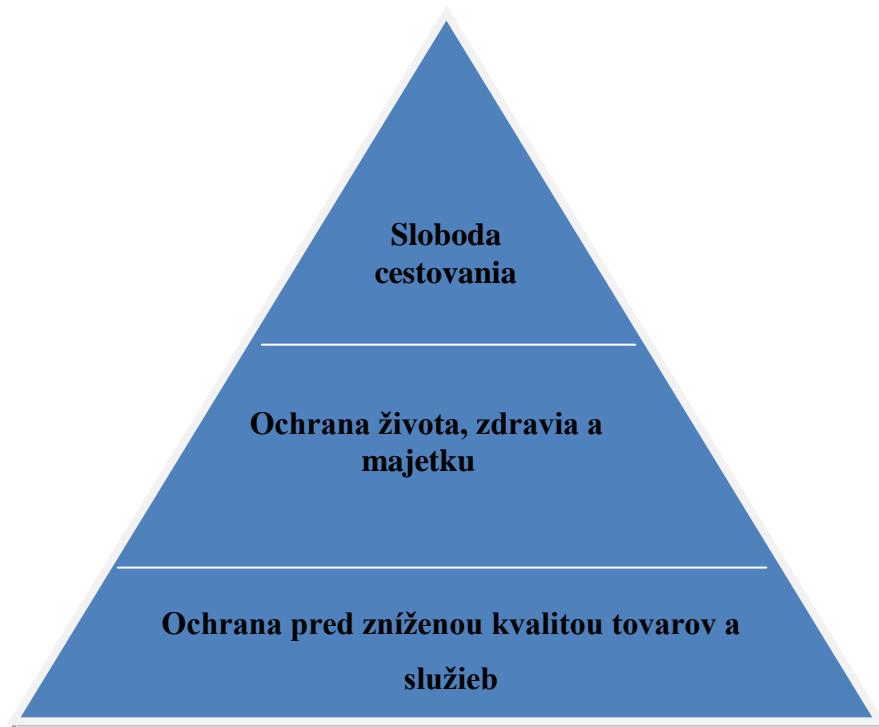 Sloboda
cestovania
Ochrana života, zdravia a
majetku
Ochrana pred zníženou kvalitou tovarov a
služieb